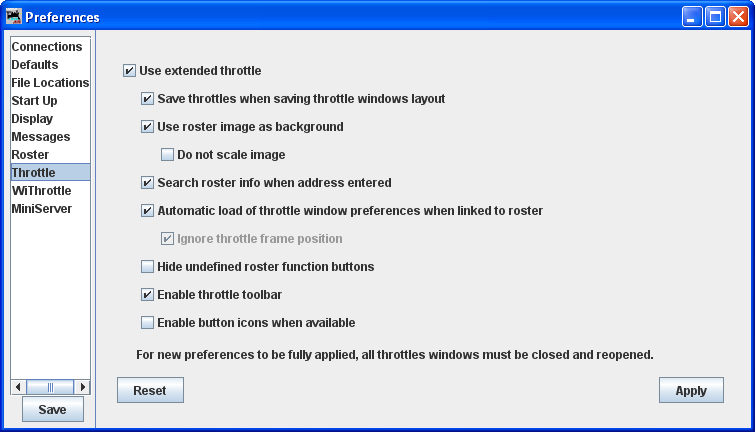 Preferences
Connections
Defaults
File Locations
Start Up
Display
Messages
Roster
Throttle
WiThrottle
MiniServer
Save
Use extended throttle
Save throttles when saving throttle windows layout
Use roster image as background
Do not scale image
Search roster info when address entered
Automatic load of throttle window preferences when linked to roster
Ignore throttle frame position
Hide undefined roster function buttons
Enable throttle toolbar
Enable button icons when available
For new preferences to be fully applied, all throttles windows must be closed and reopened.
Reset
Apply